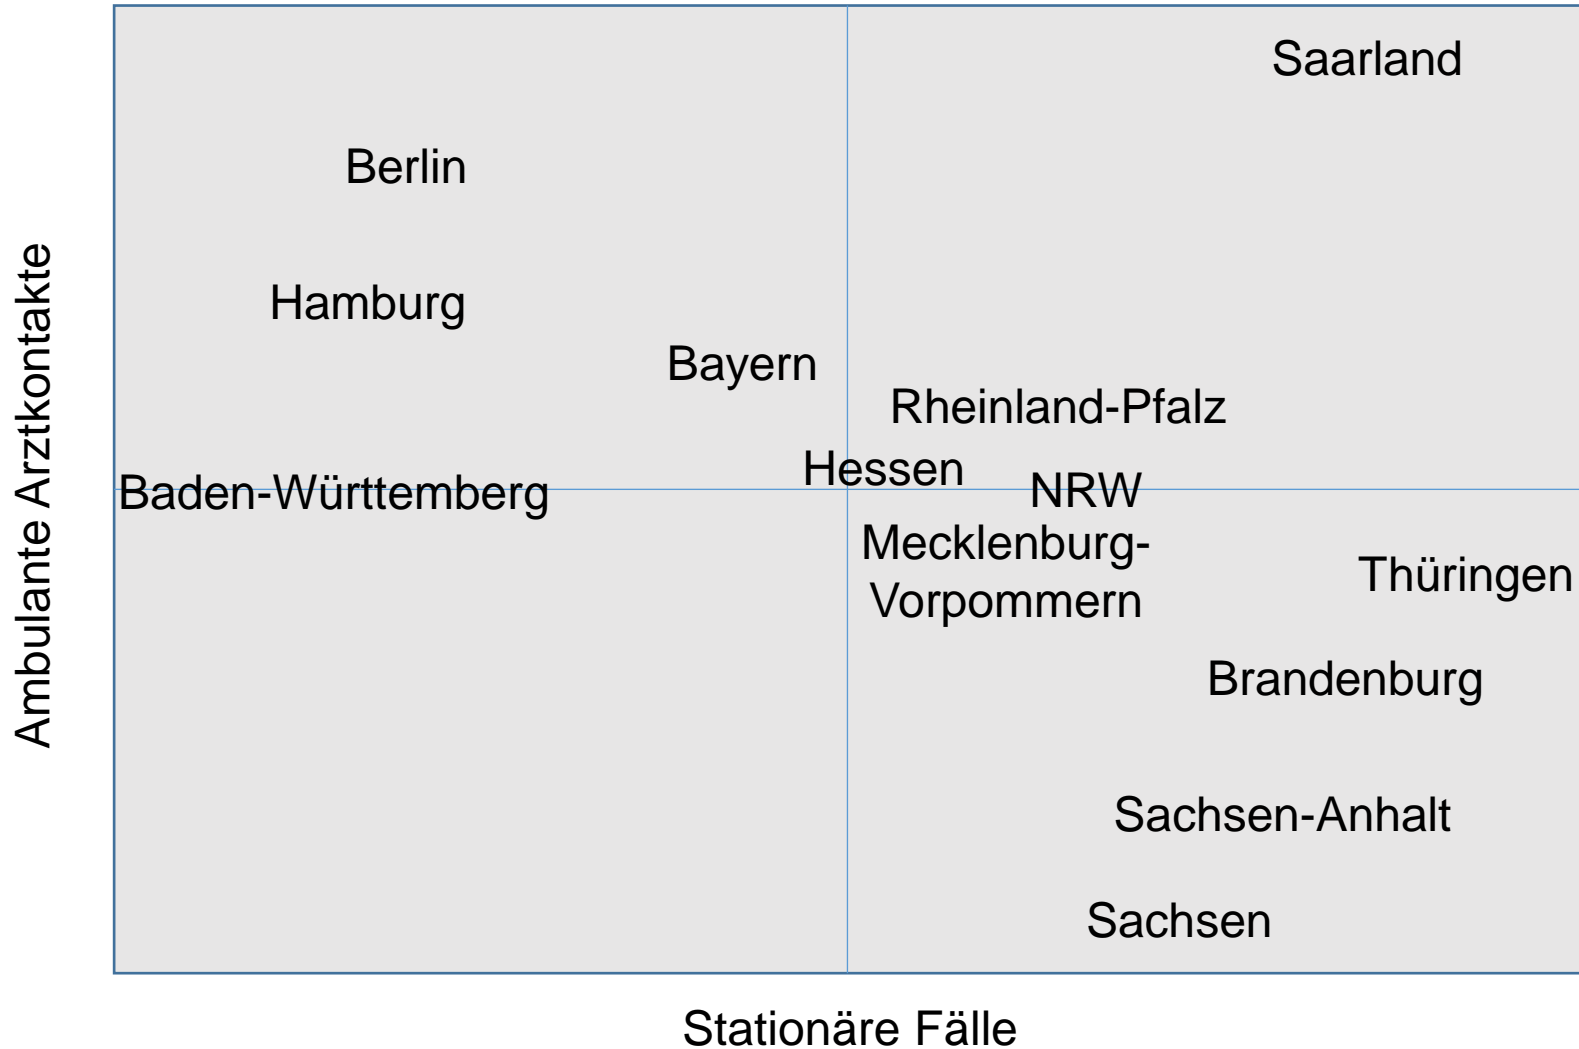 Saarland
Berlin
Hamburg
Bayern
Rheinland-Pfalz
Hessen
NRW
Baden-Württemberg
Mecklenburg-
Vorpommern
Thüringen
Brandenburg
Sachsen-Anhalt
Sachsen
Ambulante Arztkontakte
Stationäre Fälle